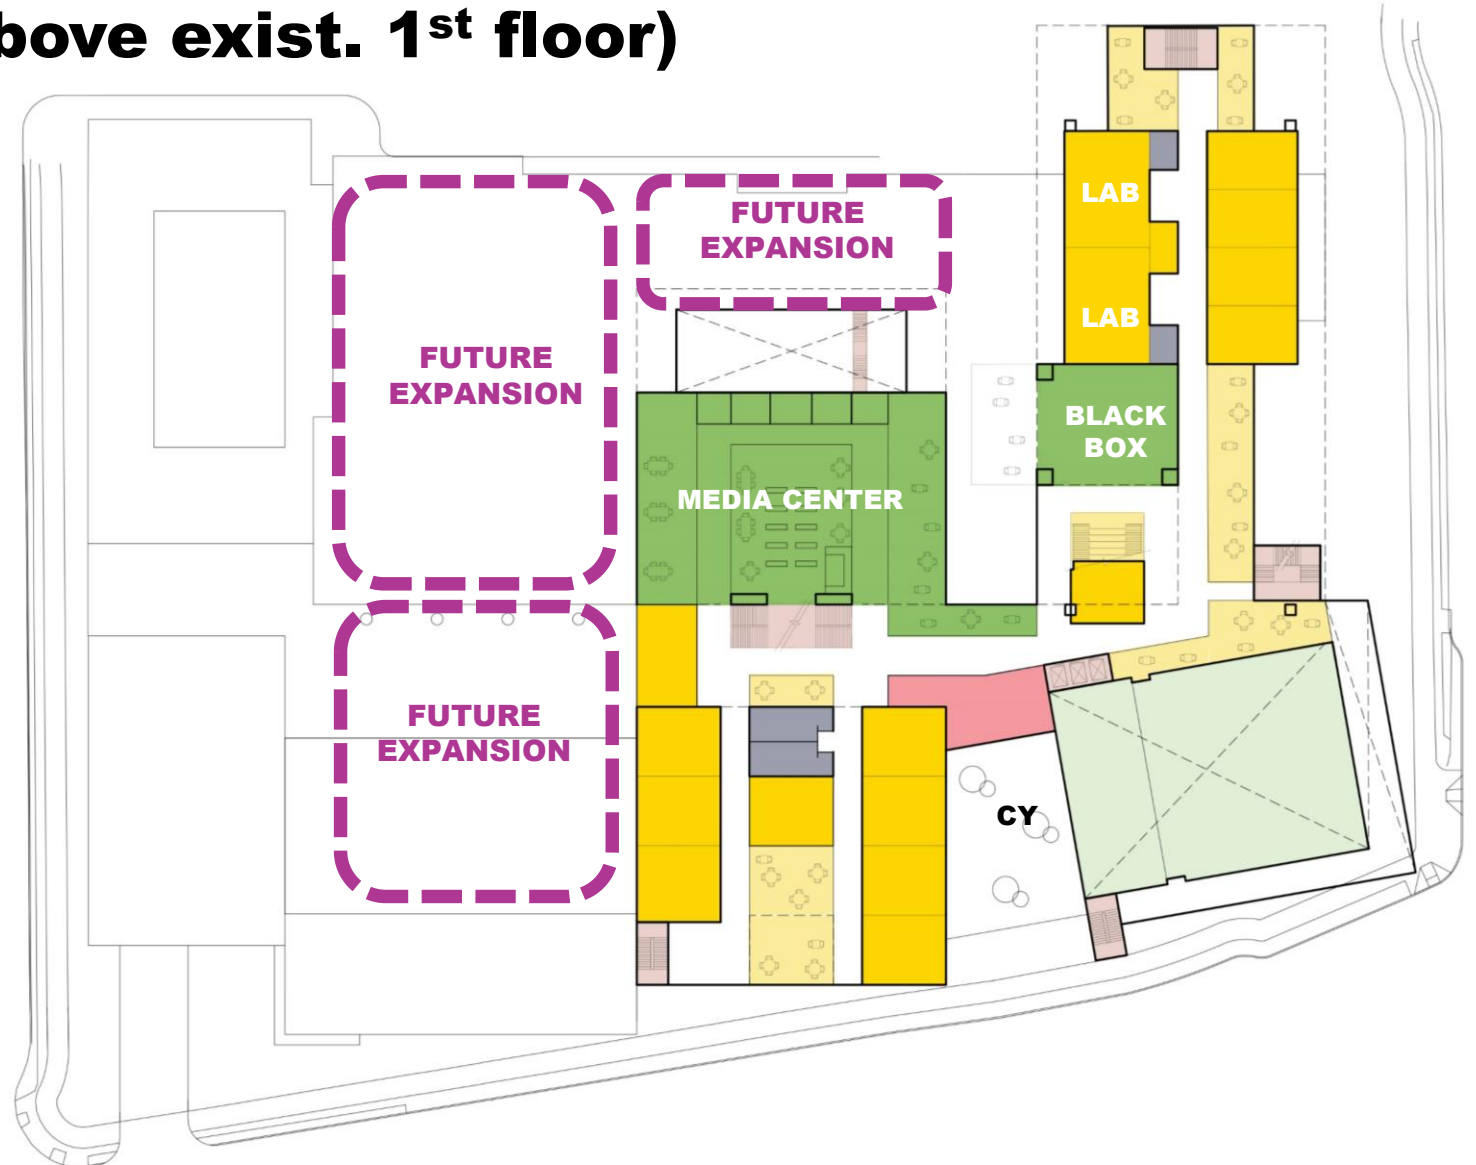 bove exist. 1st floor)
FUTURE
EXPANSION
LAB
LAB
FUTURE
EXPANSION
BLACK
BOX
MEDIA CENTER
FUTURE
EXPANSION
CY